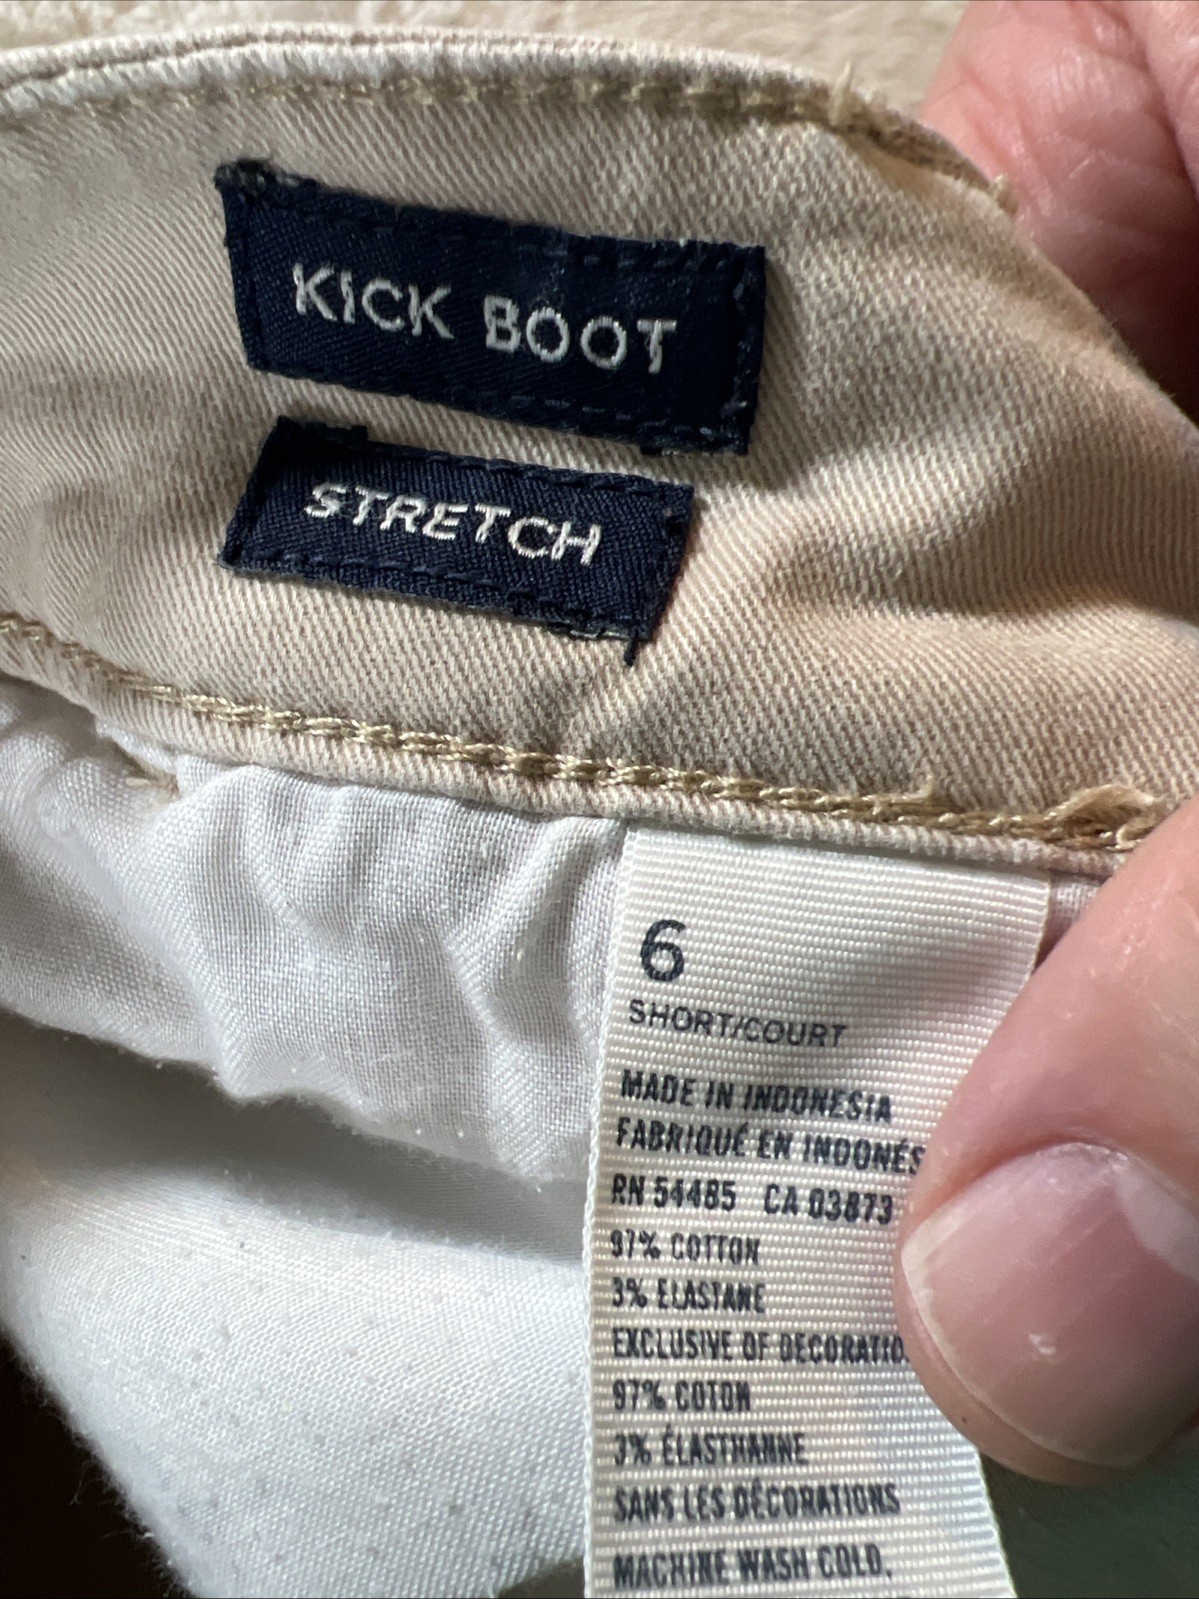 KICK BOOT
STRETCH
6
SHORT/COURT
MADE IN INDONESIA
FABRIQUÉ EN INDONÉS
RN 54485 CA 03873
97% COTTON
3% ELASTANE
EXCLUSIVE OF DECORATIO
97% COTON
3% ÉLASTHANNE
SANS LES DÉCORATIONS
MACHINE WASH COLD,